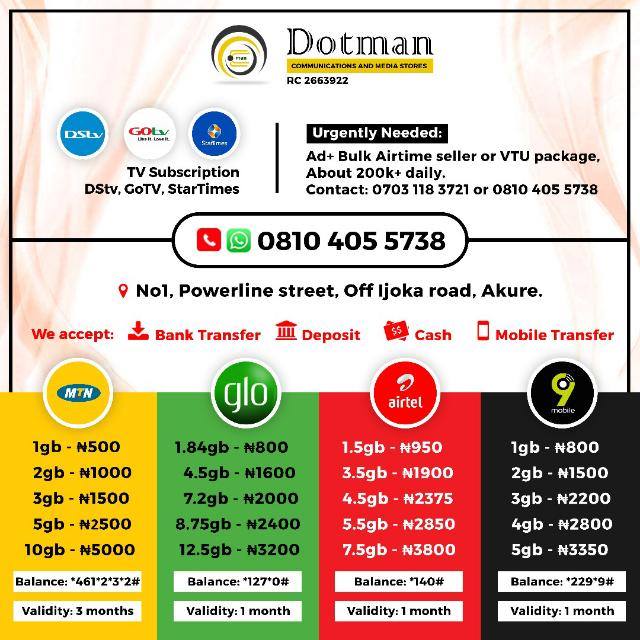 Dotman
COMMUNICATIONS AND MEDIA STORES
RC 2663922
DStv
GOtv
Live It. Love It.
StarTimes
TV Subscription
DStv, GoTV, StarTimes
Urgently Needed:
Ad+ Bulk Airtime seller or VTU package,
About 200k+ daily.
Contact: 0703 118 3721 or 0810 405 5738
0810 405 5738
No1, Powerline street, Off Ijoka road, Akure.
We accept: Bank Transfer Deposit Cash Mobile Transfer
MTN
1gb - ₦500
2gb - ₦1000
3gb - ₦1500
5gb - ₦2500
10gb - ₦5000
Balance: *461*2*3*2#
Validity: 3 months
glo
1.84gb - ₦800
4.5gb - ₦1600
7.2gb - ₦2000
8.75gb - ₦2400
12.5gb - ₦3200
Balance: *127*0#
Validity: 1 month
airtel
1.5gb - ₦950
3.5gb - ₦1900
4.5gb - ₦2375
5.5gb - ₦2850
7.5gb - ₦3800
Balance: *140#
Validity: 1 month
9
mobile
1gb - ₦800
2gb - ₦1500
3gb - ₦2200
4gb - ₦2800
5gb - ₦3350
Balance: *229*9#
Validity: 1 month